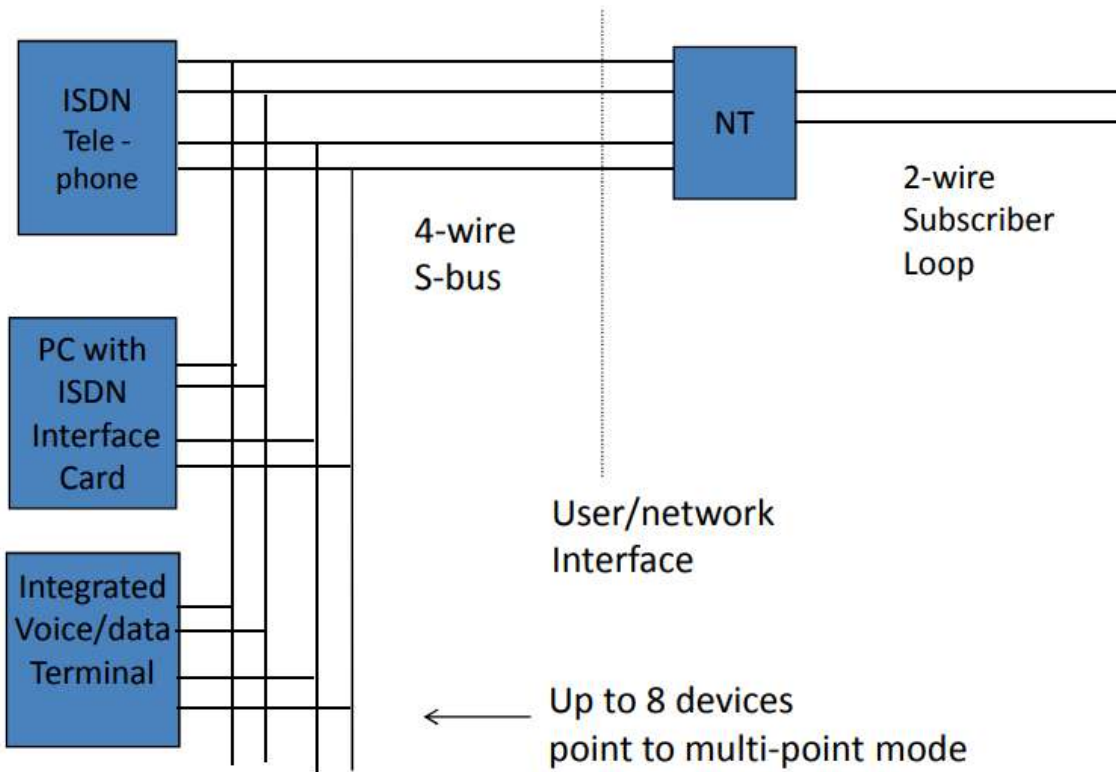 ISDN
Tele -
phone
NT
2-wire
Subscriber
Loop
4-wire
S-bus
PC with
ISDN
Interface
Card
User/network
Interface
Integrated
Voice/data
Terminal
Up to 8 devices
point to multi-point mode